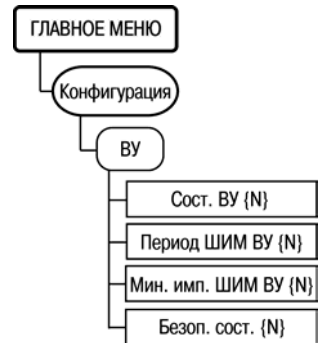 ГЛАВНОЕ МЕНЮ
Конфигурация
ВУ
Сост. ВУ {N}
Период ШИМ ВУ {N}
Мин. имп. ШИМ ВУ {N}
Безоп. сост. {N}